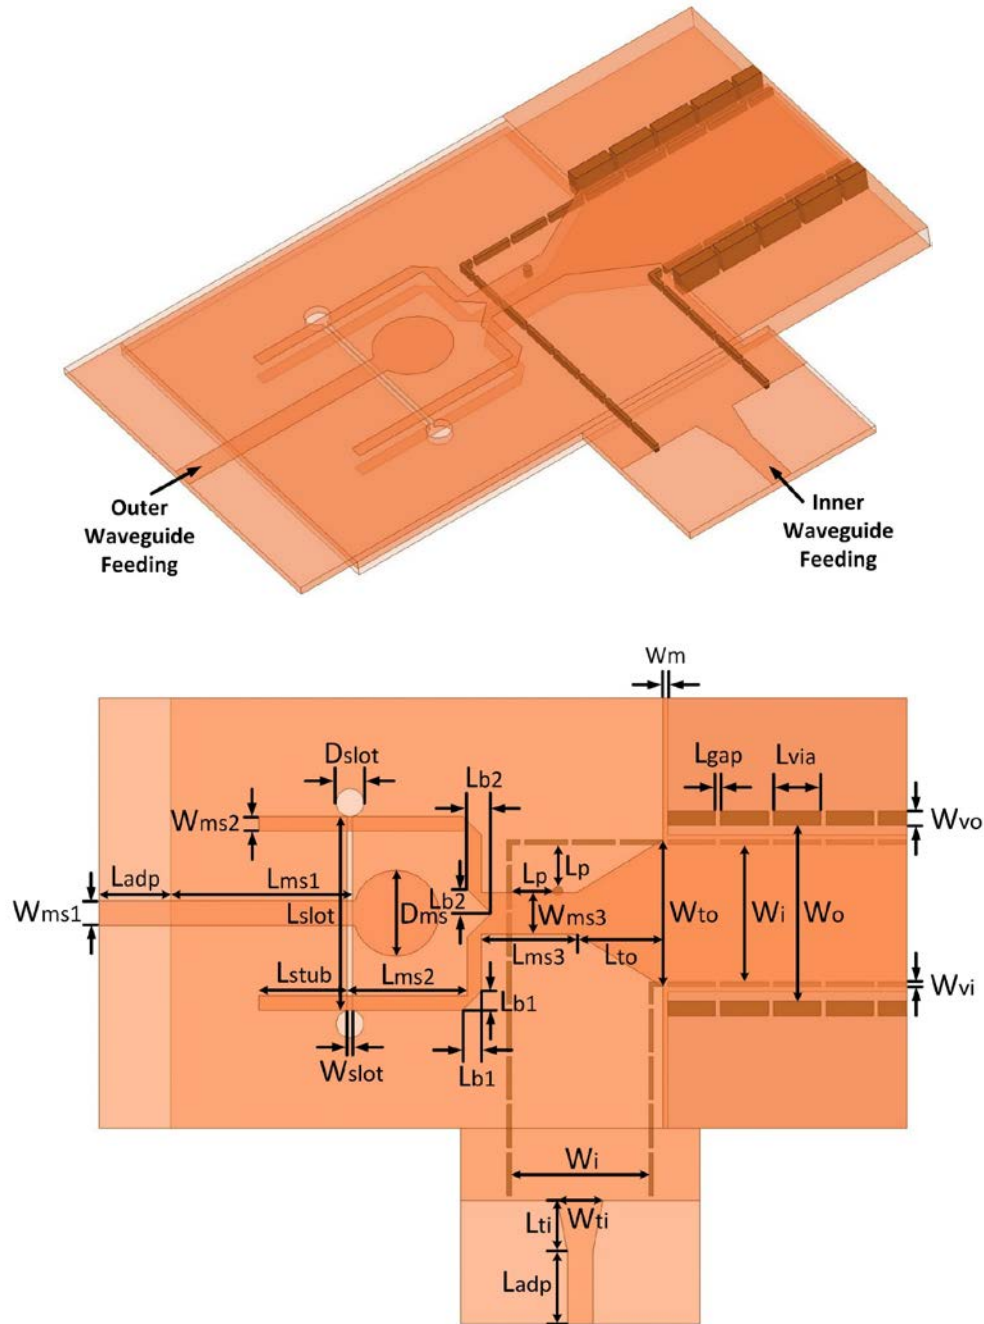 Outer
Waveguide
Feeding
Inner
Waveguide
Feeding
Wm
Dslot
Lgap
Lvia
Lb2
Wms2
Wvo
Lp
Lp
Ladp
Lms1
Lb2
Wms1
Lslot
Dms
Wms3
Wto
Wi
Wo
Lms3
Lto
Lstub
Lms2
Lb1
Wvi
Wslot
Lb1
Wi
Lti
Wti
Ladp